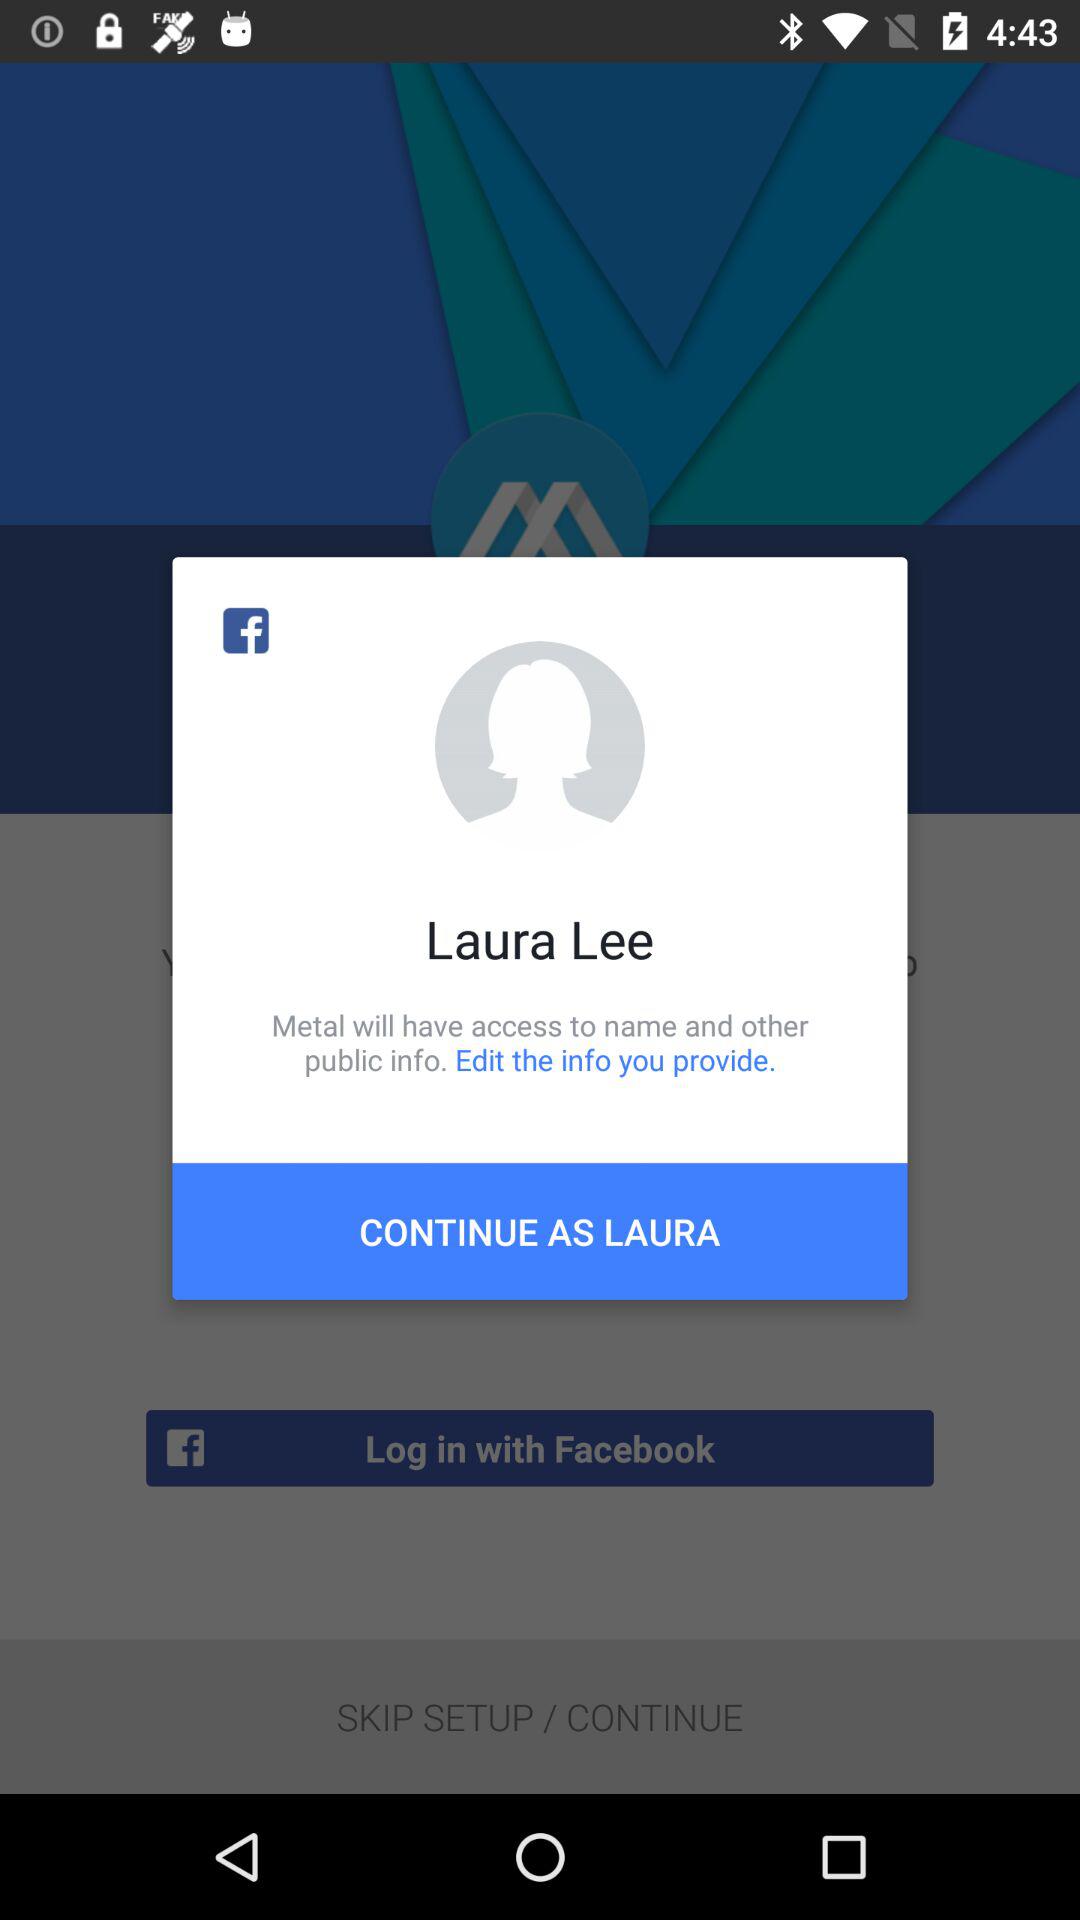 FAKE
4:43
Laura Lee
Metal will have access to name and other
public info. Edit the info you provide.
CONTINUE AS LAURA
Log in with Facebook
SKIP SETUP / CONTINUE